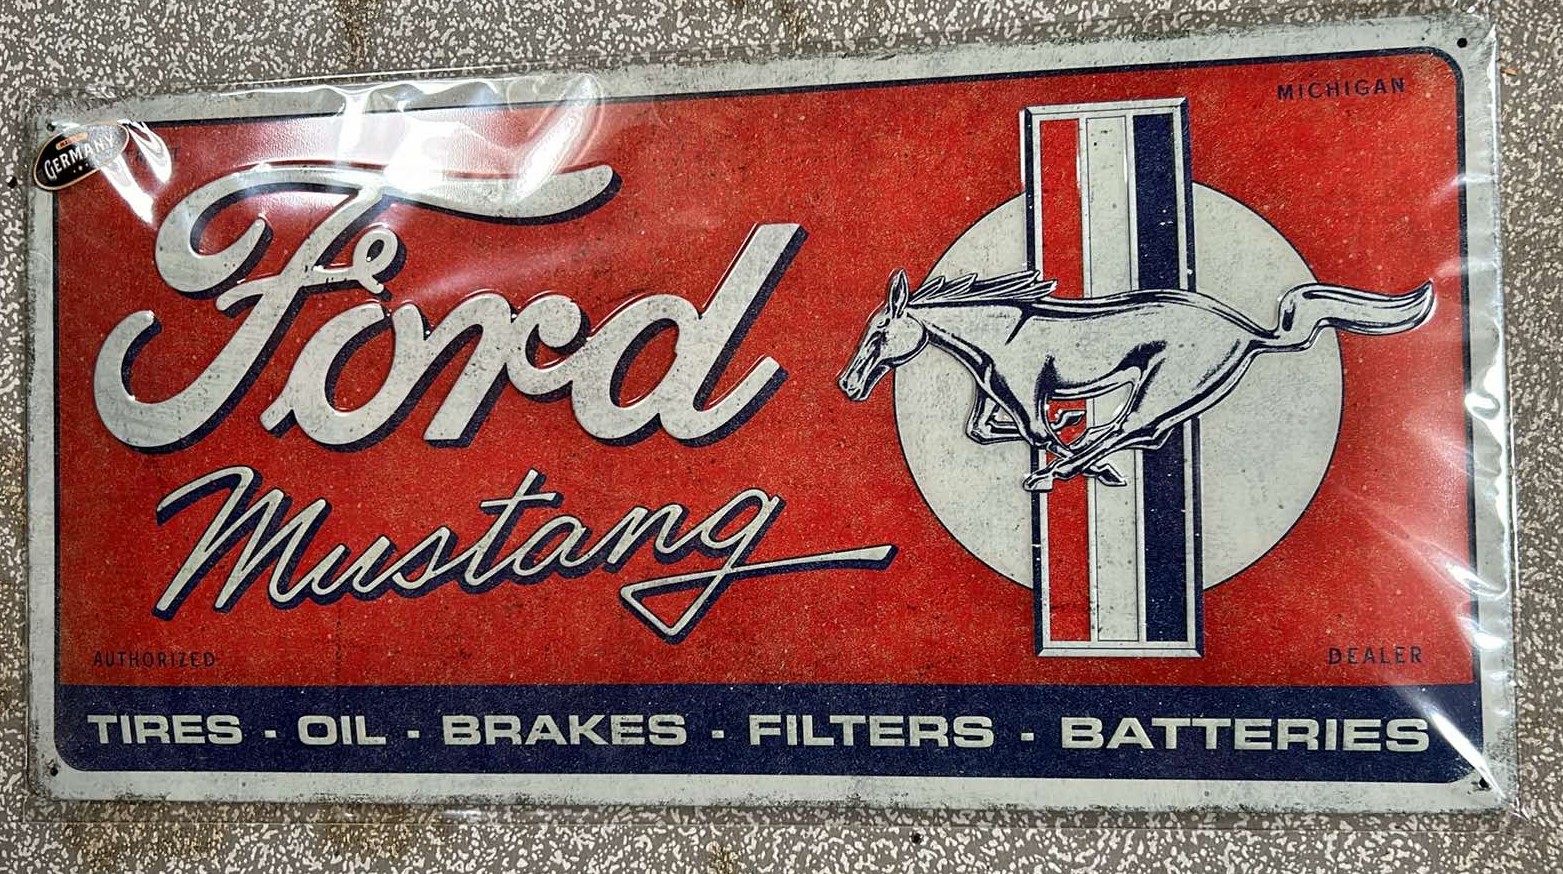 GERMANY
MICHIGAN
Ford
Mustang
AUTHORIZED
DEALER
TIRES - OIL - BRAKES - FILTERS - BATTERIES